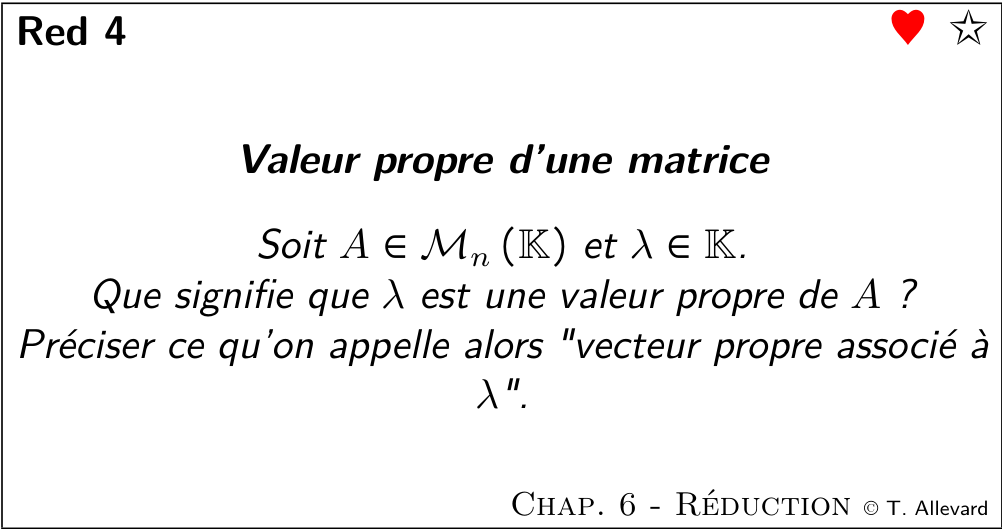 Red 4
Valeur propre d'une matrice
Soit A ∈ ℳₙ (𝕂) et λ ∈ 𝕂.
Que signifie que λ est une valeur propre de A ?
Préciser ce qu'on appelle alors "vecteur propre associé à
λ".
Chap. 6 - Réduction © T. Allevard